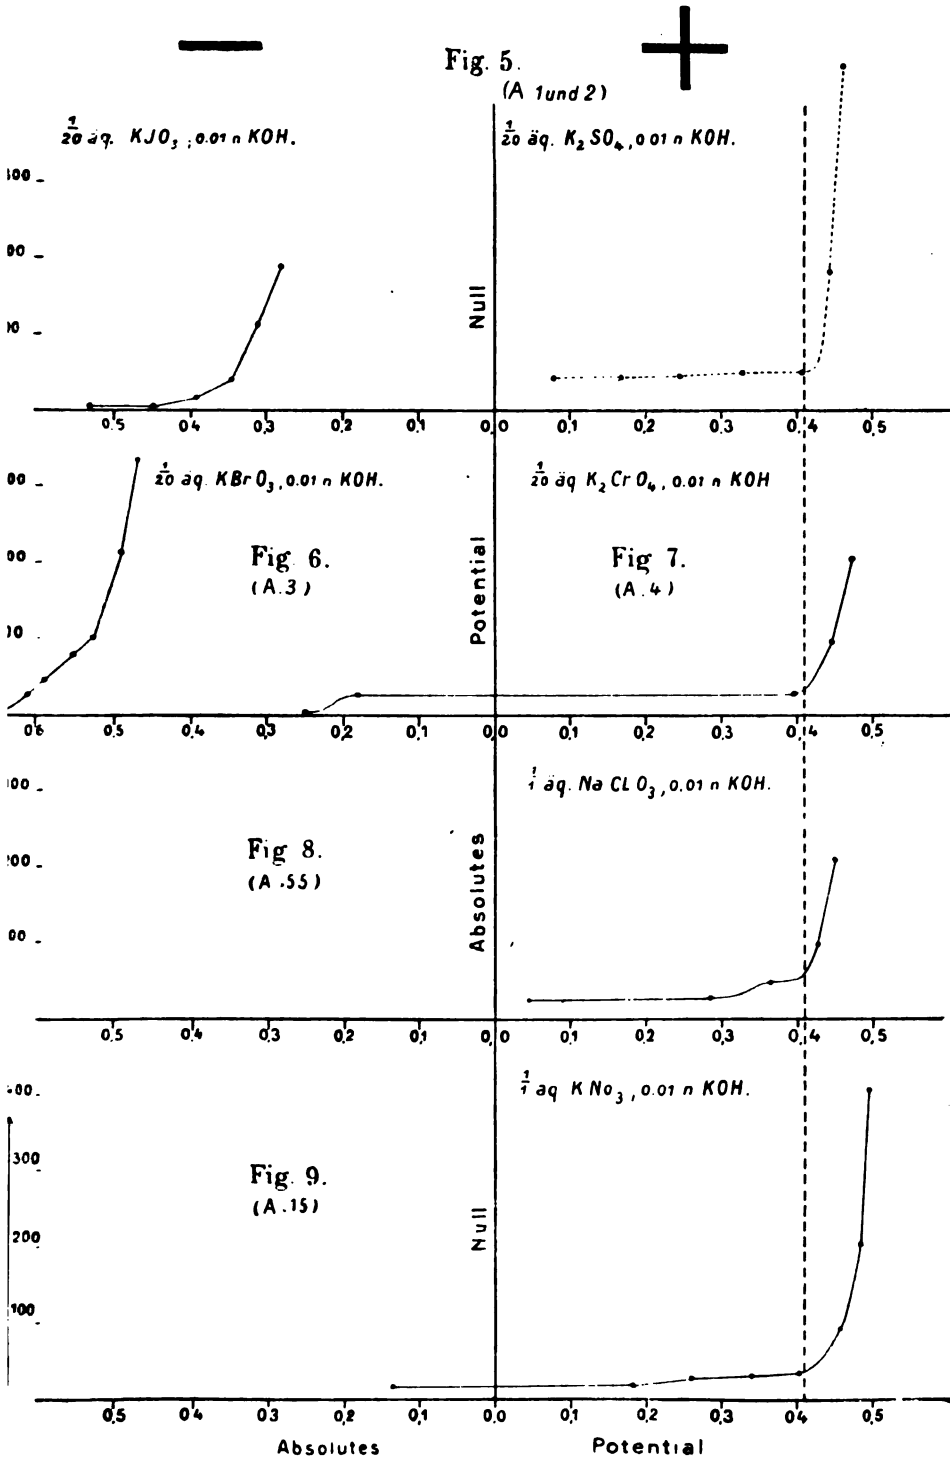 − +
Fig. 5.
(A 1und 2)
1/20 äq. KJO₃, 0.01 n KOH.
1/20 äq. K₂SO₄, 0.01 n KOH.
Null
0,5 0,4 0,3 0,2 0,1 0,0 0,1 0,2 0,3 0,4 0,5
1/20 äq. KBrO₃, 0.01 n KOH.
1/20 äq K₂CrO₄, 0.01 n KOH
Fig. 6.
(A.3)
Fig 7.
(A.4)
Potential
0,6 0,5 0,4 0,3 0,2 0,1 0,0 0,1 0,2 0,3 0,4 0,5
1/1 äq. NaCLO₃, 0.01 n KOH.
200
Fig 8.
(A.55)
Absolutes
0,5 0,4 0,3 0,2 0,1 0,0 0,1 0,2 0,3 0,4 0,5
1/1 aq KNo₃, 0.01 n KOH.
300
Fig. 9.
(A.15)
200
Null
100
0,5 0,4 0,3 0,2 0,1 0,0 0,1 0,2 0,3 0,4 0,5
Absolutes Potential